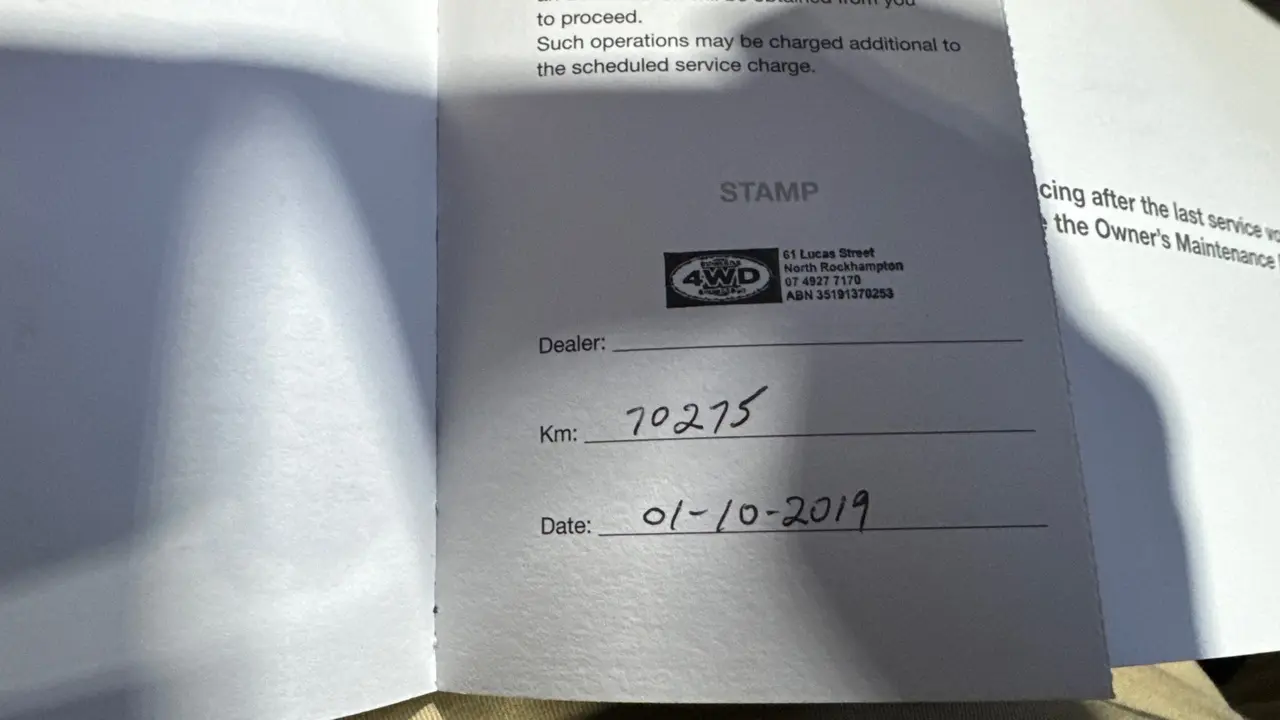 to proceed.
Such operations may be charged additional to
the scheduled service charge.
STAMP
4WD
61 Lucas Street
North Rockhampton
07 4927 7170
ABN 35191370253
Dealer:
Km: 70275
Date: 01-10-2019
cing after the last service
the Owner's Maintenance